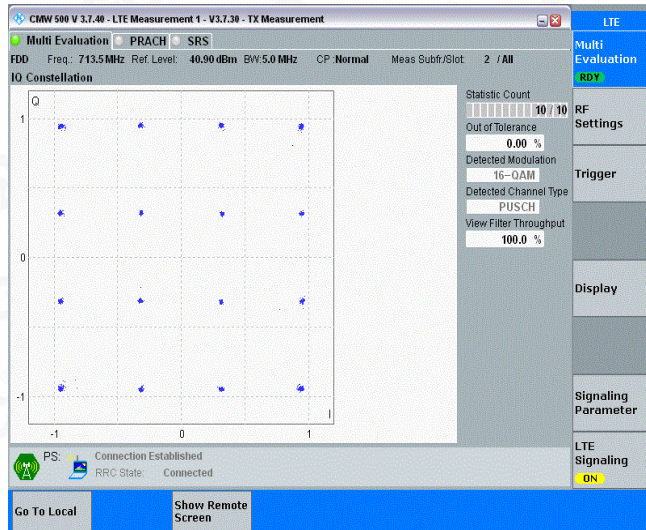 CMW 500 V 3.7.40 - LTE Measurement 1 - V3.7.30 - TX Measurement
LTE
Multi Evaluation PRACH SRS
FDD Freq.: 713.5 MHz Ref. Level: 40.90 dBm BW: 5.0 MHz CP : Normal Meas Subfr./Slot: 2 / All
IQ Constellation
Q
1
0
-1
-1 0 1
I
Statistic Count
10 / 10
Out of Tolerance
0.00 %
Detected Modulation
16-QAM
Detected Channel Type
PUSCH
View Filter Throughput
100.0 %
Multi
Evaluation
RDY
RF
Settings
Trigger
Display
Signaling
Parameter
LTE
Signaling
ON
PS: Connection Established
RRC State: Connected
Go To Local
Show Remote
Screen